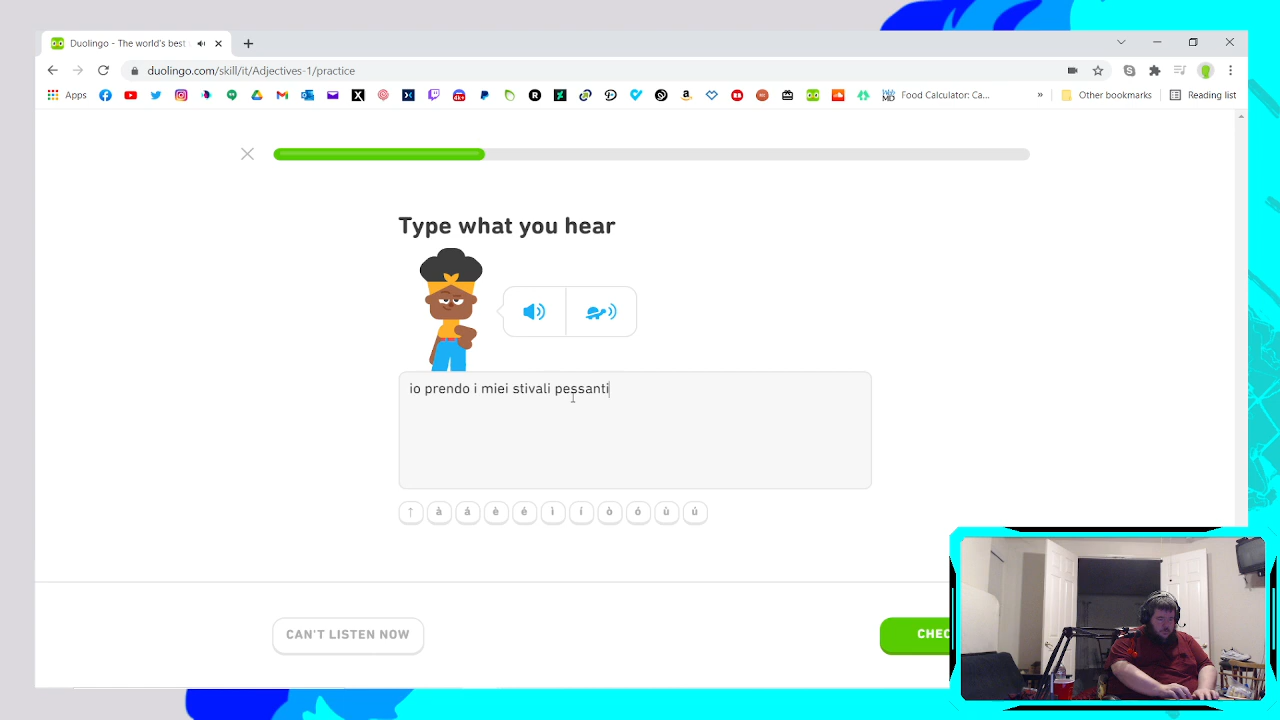 Duolingo - The world's best
duolingo.com/skill/it/Adjectives-1/practice
Apps
Food Calculator: Ca...
»
Other bookmarks
Reading list
Type what you hear
io prendo i miei stivali pessanti
↑ à á è é ì í ò ó ù ú
CAN'T LISTEN NOW
CHEC